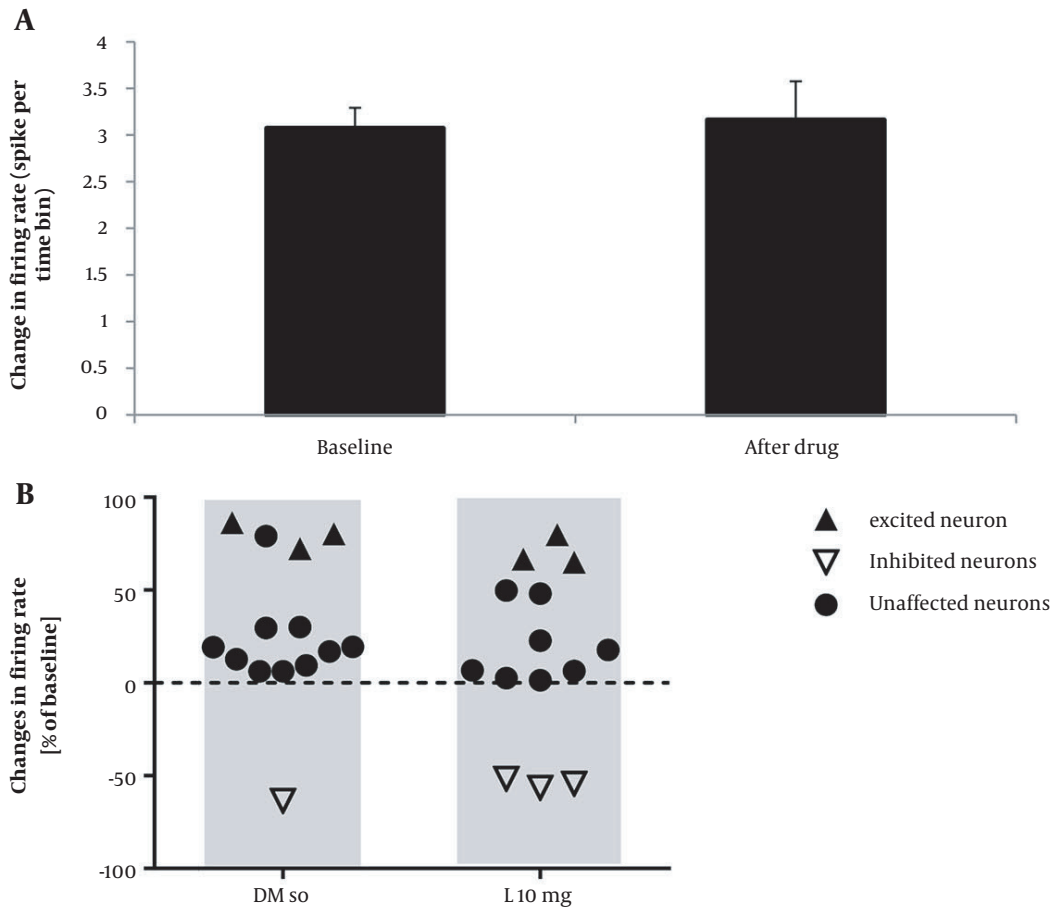 A
Change in firing rate (spike per
time bin)
4
3.5
3
2.5
2
1.5
1
0.5
0
Baseline
After drug
B
Changes in firing rate
[% of baseline]
100
50
0
-50
-100
DM so
L 10 mg
excited neuron
Inhibited neurons
Unaffected neurons